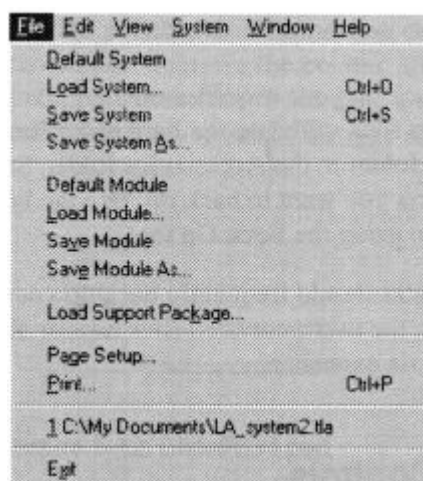 File Edit View System Window Help
Default System
Load System... Ctrl+O
Save System Ctrl+S
Save System As...
Default Module
Load Module...
Save Module
Save Module As...
Load Support Package...
Page Setup...
Print... Ctrl+P
1 C:\My Documents\LA_system2.tla
Exit